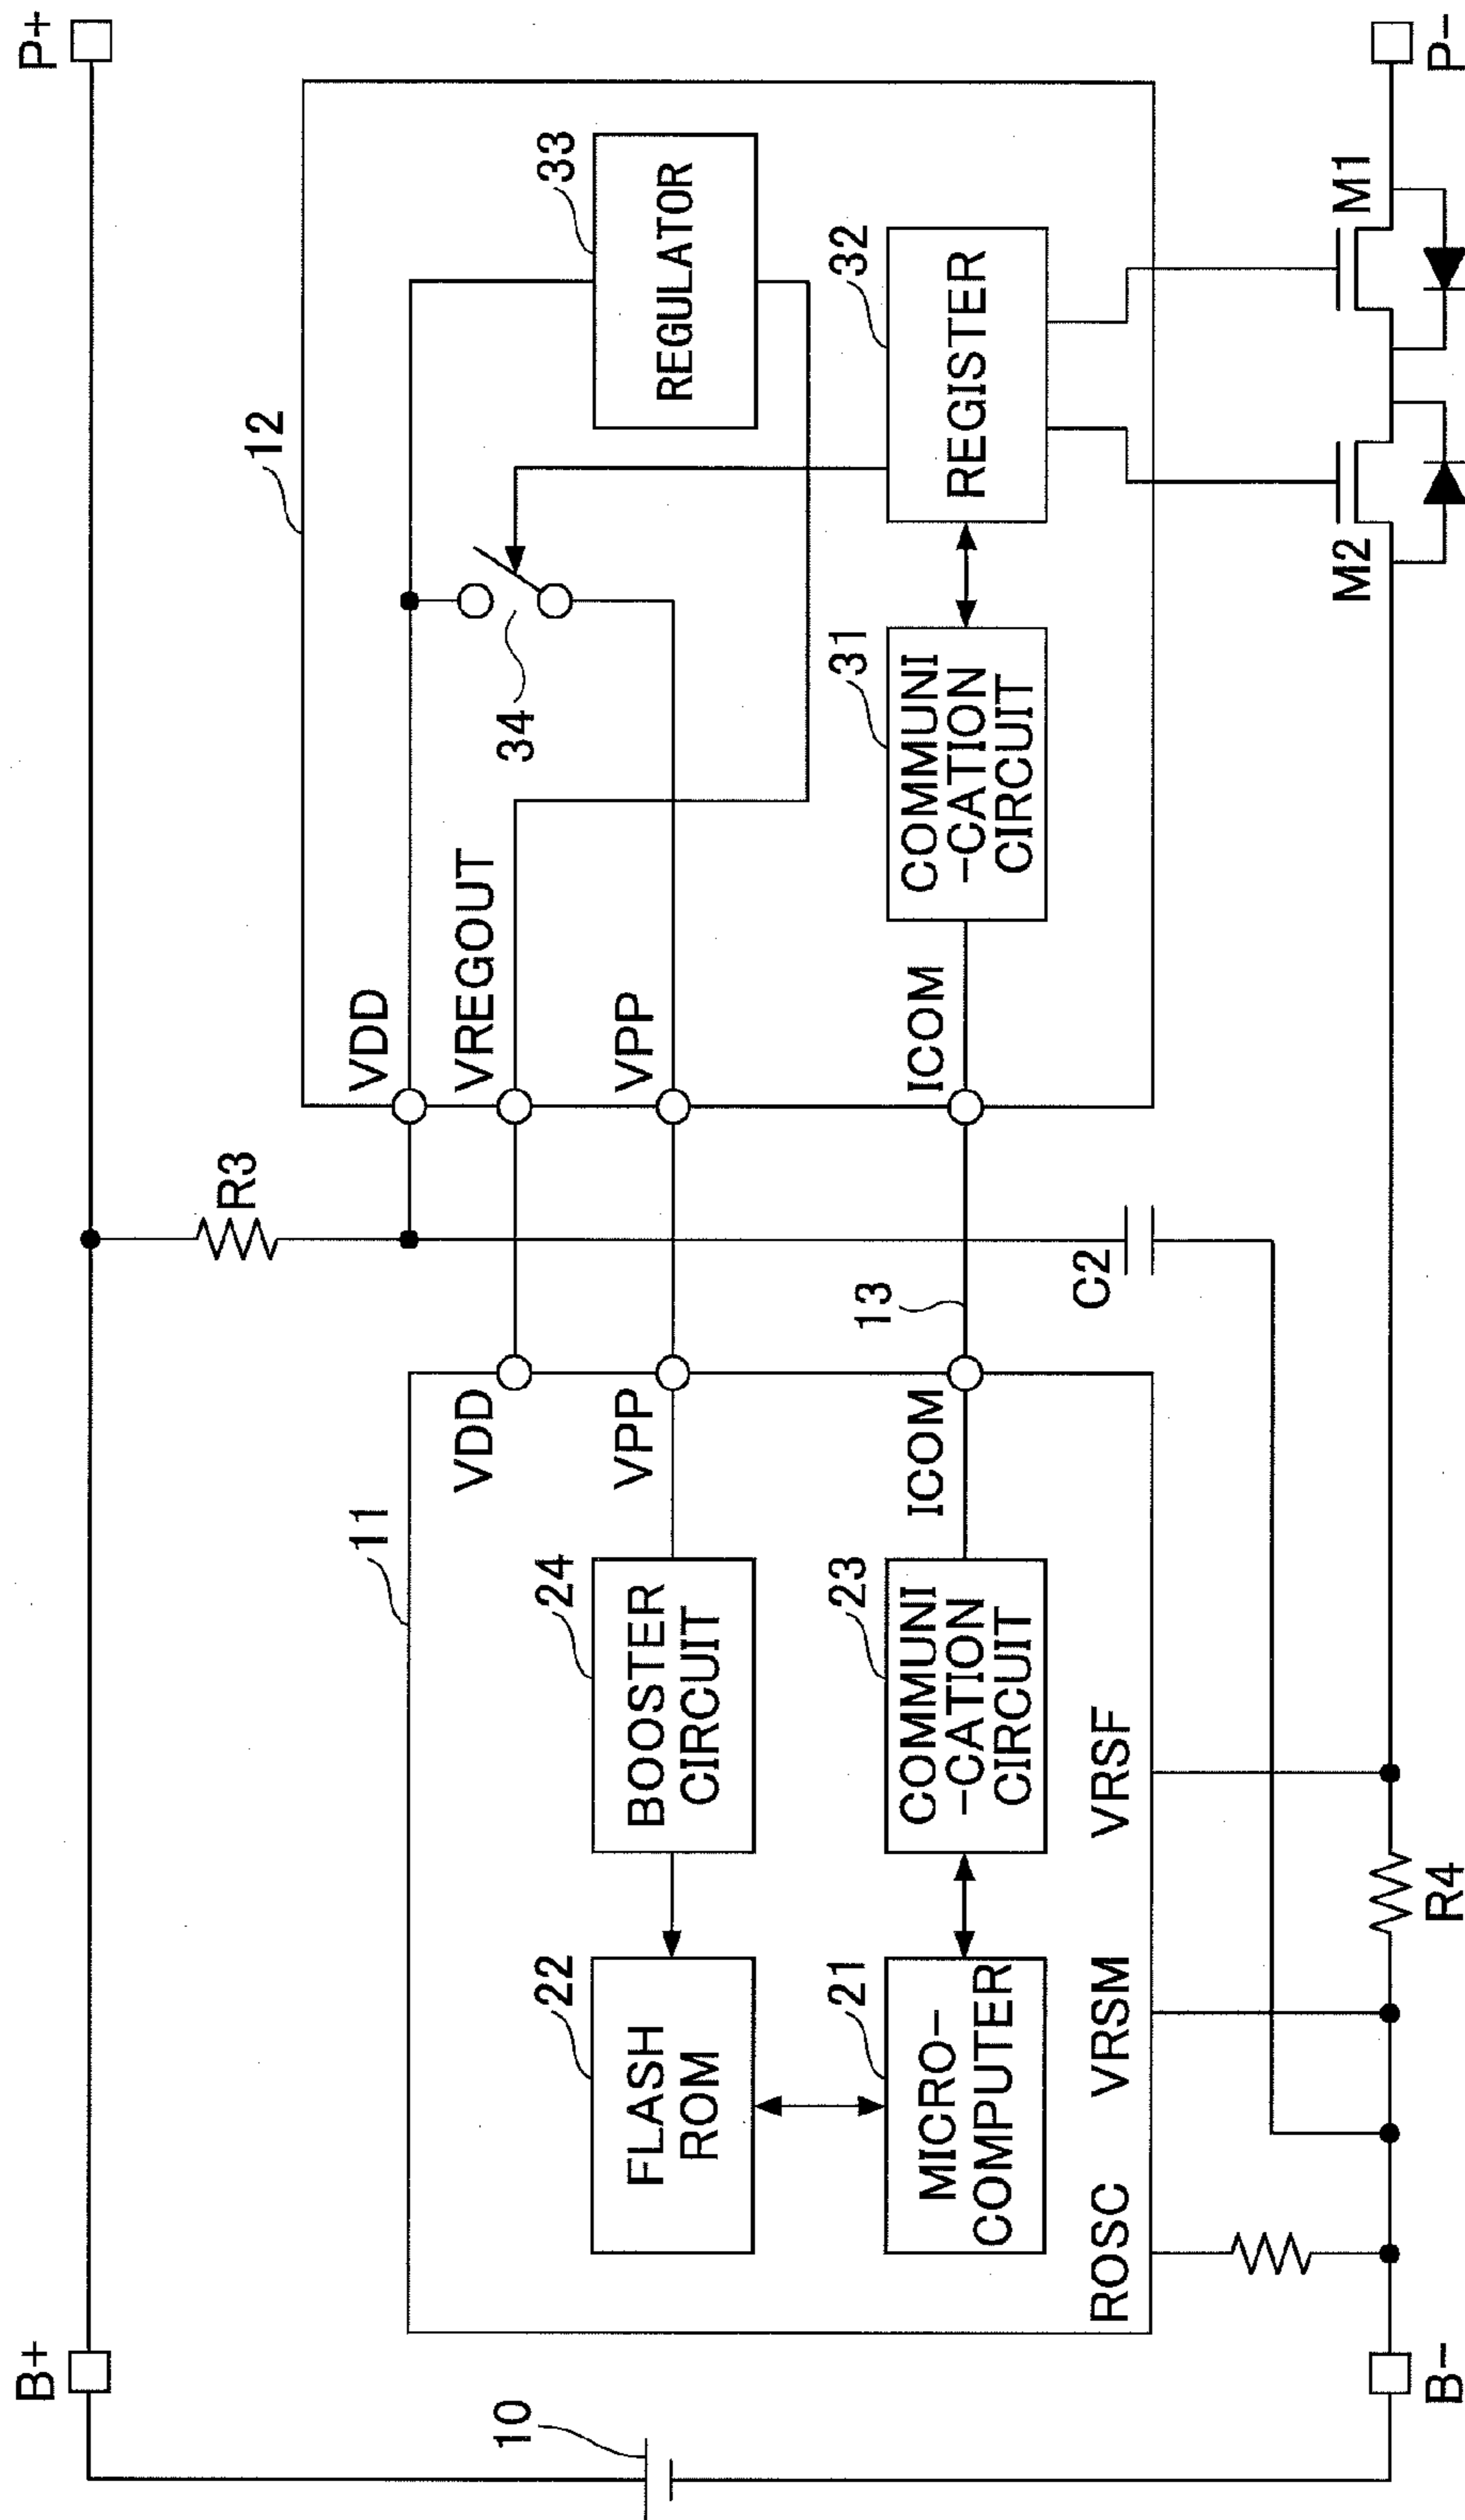 B+
P+
10
11
R3
12
VDD
VDD
VREGOUT
34
33
REGULATOR
24
BOOSTER
CIRCUIT
VPP
VPP
22
FLASH
ROM
21
MICRO-
COMPUTER
23
COMMUNI
-CATION
CIRCUIT
ICOM
13
ICOM
31
COMMUNI
-CATION
CIRCUIT
32
REGISTER
ROSC
VRSM
VRSF
C2
B-
R4
M2
M1
P-